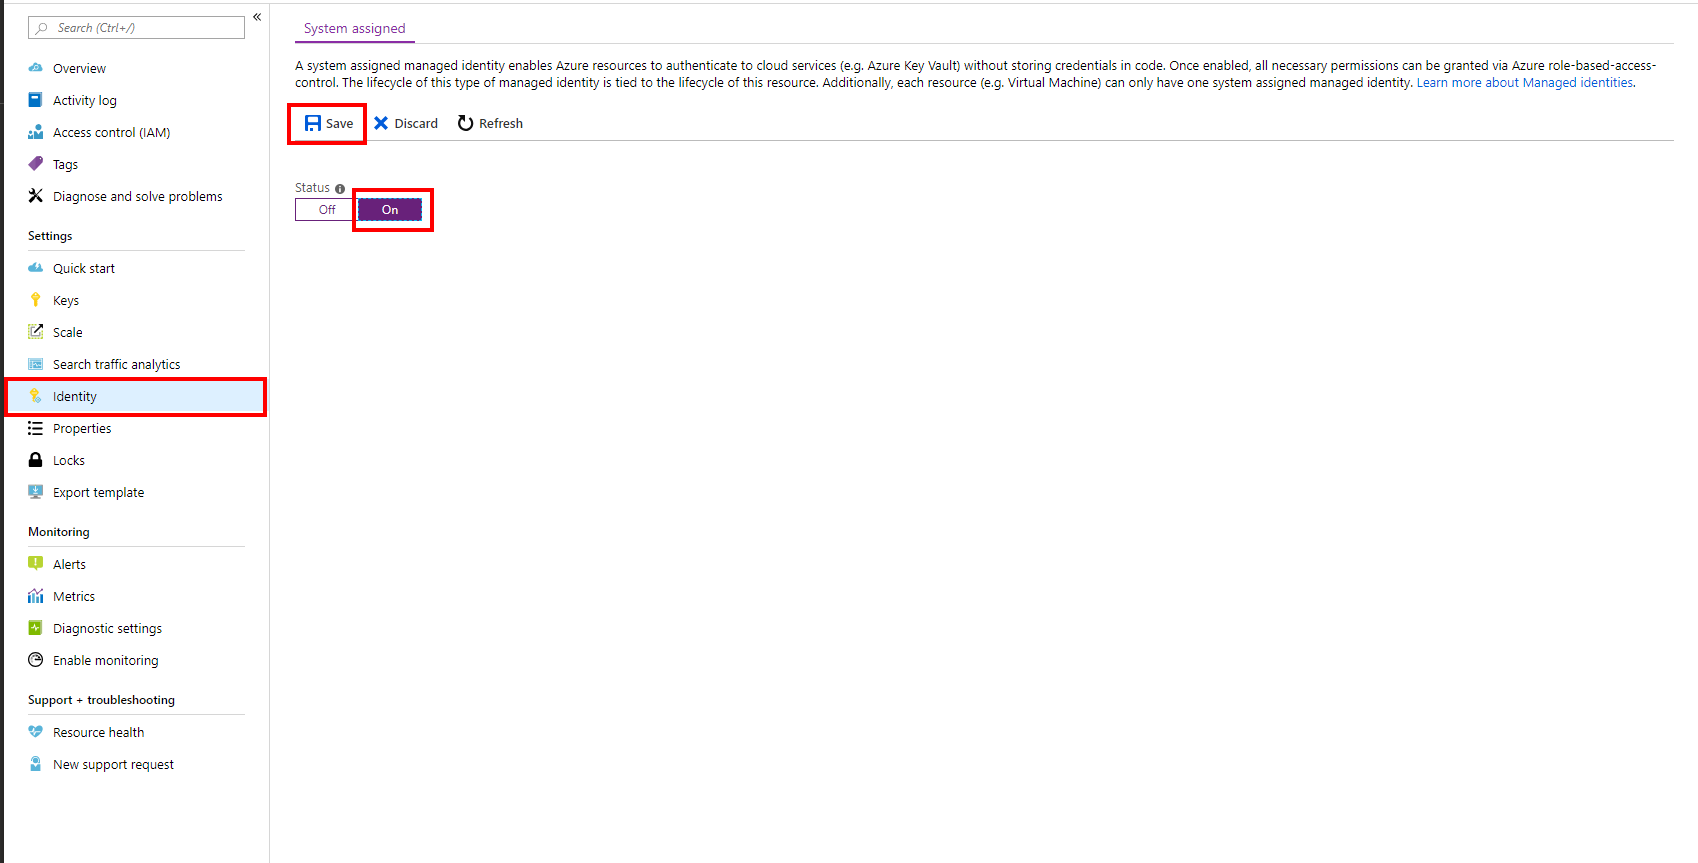 Search (Ctrl+/)
«
Overview
Activity log
Access control (IAM)
Tags
Diagnose and solve problems
Settings
Quick start
Keys
Scale
Search traffic analytics
Identity
Properties
Locks
Export template
Monitoring
Alerts
Metrics
Diagnostic settings
Enable monitoring
Support + troubleshooting
Resource health
New support request
System assigned
A system assigned managed identity enables Azure resources to authenticate to cloud services (e.g. Azure Key Vault) without storing credentials in code. Once enabled, all necessary permissions can be granted via Azure role-based-access-
control. The lifecycle of this type of managed identity is tied to the lifecycle of this resource. Additionally, each resource (e.g. Virtual Machine) can only have one system assigned managed identity. Learn more about Managed identities.
Save Discard Refresh
Status
Off On